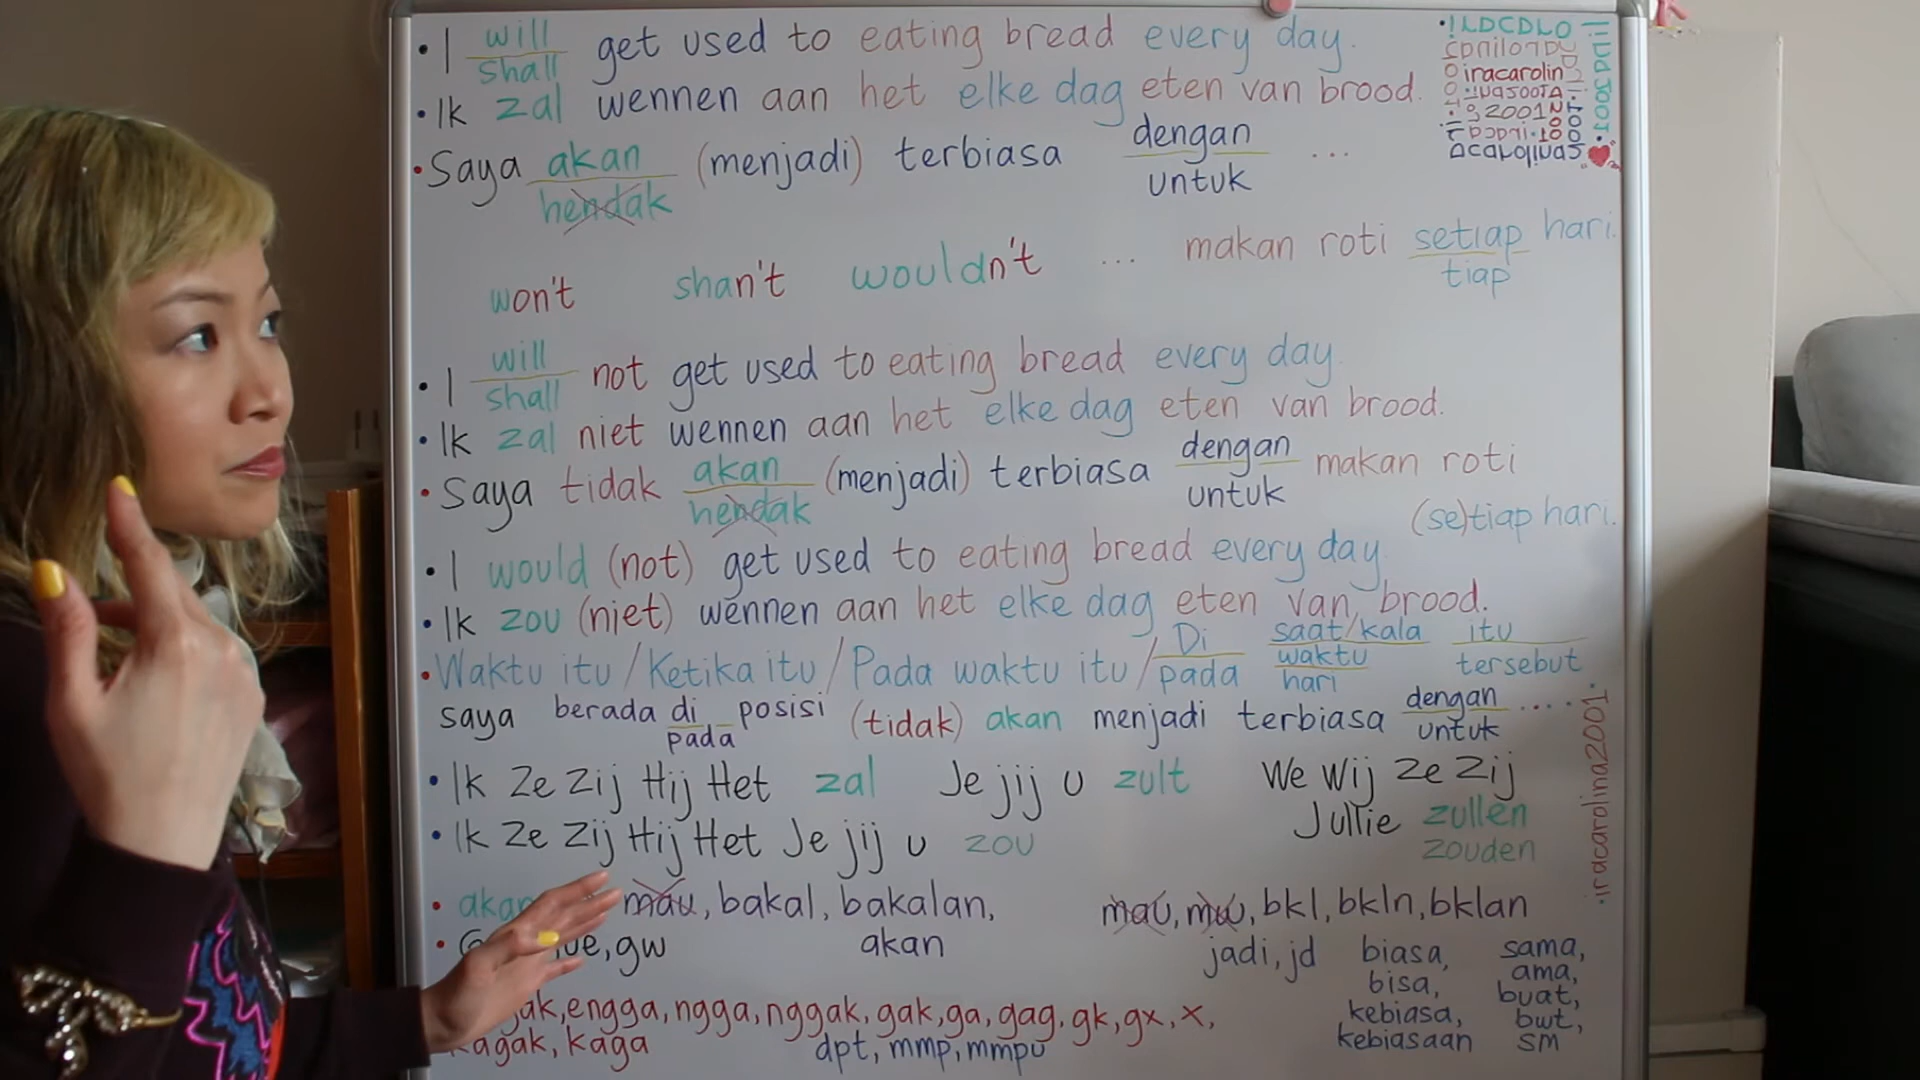 • I will/shall get used to eating bread every day.
• Ik zal wennen aan het elke dag eten van brood.
• Saya akan/hendak (menjadi) terbiasa dengan/untuk ...
... makan roti setiap/tiap hari.
won't shan't wouldn't
• I will/shall not get used to eating bread every day.
• Ik zal niet wennen aan het elke dag eten van brood.
• Saya tidak akan/hendak (menjadi) terbiasa dengan/untuk makan roti
(se)tiap hari.
• I would (not) get used to eating bread every day.
• Ik zou (niet) wennen aan het elke dag eten van brood.
• Waktu itu / Ketika itu / Pada waktu itu / Di/pada saat/kala/waktu/hari itu/tersebut
saya berada di/pada posisi (tidak) akan menjadi terbiasa dengan/untuk ....
• Ik Ze Zij Hij Het zal Je jij u zult We Wij Ze Zij
Jullie zullen
• Ik Ze Zij Hij Het Je jij u zou zouden
• mau, bakal, bakalan, mau, mw, bkl, bkln, bklan
• gw akan jadi, jd biasa, sama,
bisa, ama,
engga, ngga, nggak, gak, ga, gag, gk, gx, x, kebiasa, buat,
bwt,
kagak, kaga dpt, mmp, mmpu kebiasaan sm
iracarolin
.iracarolina2001.